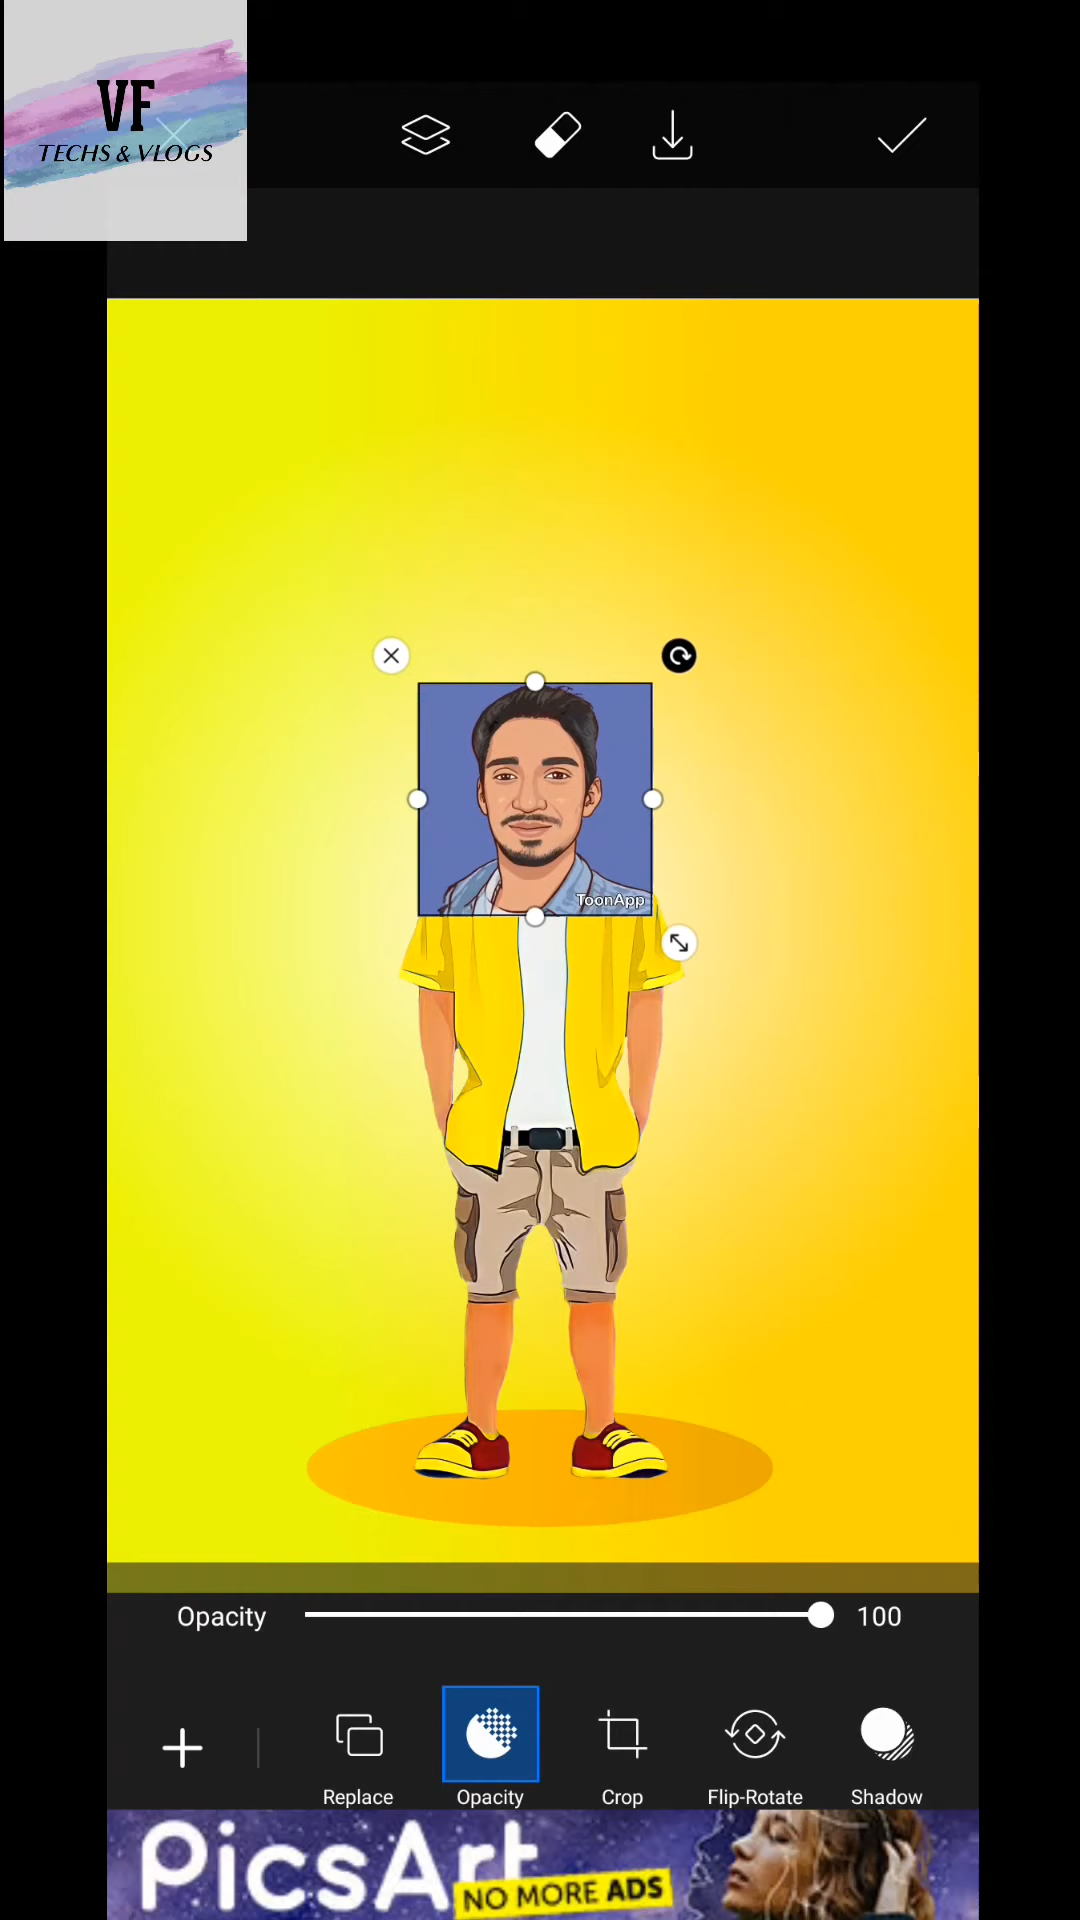 VF
TECHS & VLOGS
ToonApp
Opacity 100
Replace Opacity Crop Flip-Rotate Shadow
PicsArt
NO MORE ADS